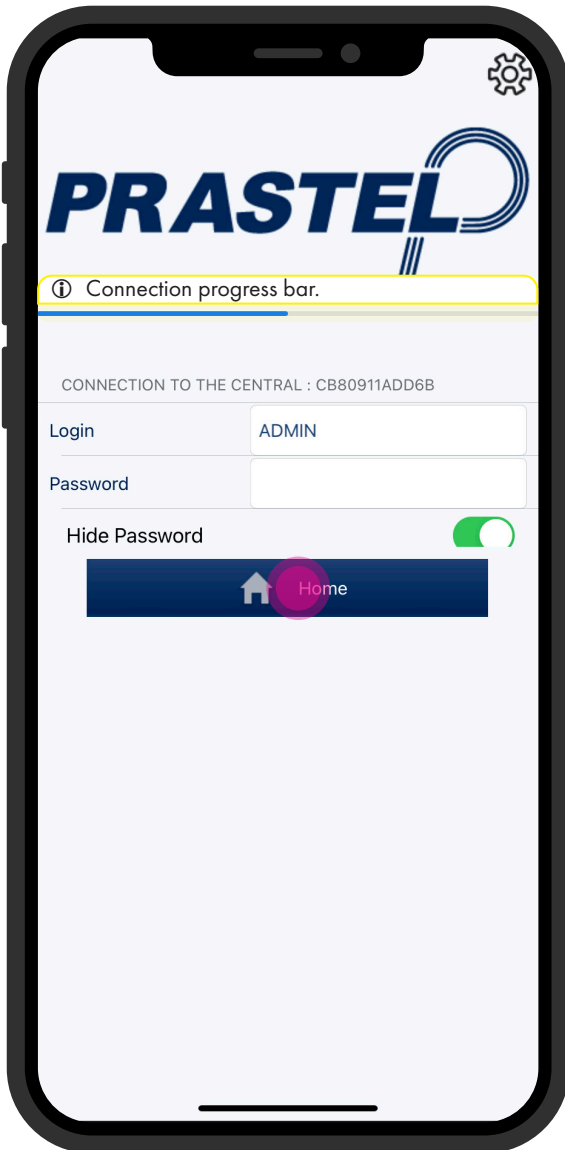 PRASTEL
Connection progress bar.
CONNECTION TO THE CENTRAL : CB80911ADD6B
Login ADMIN
Password
Hide Password
Home